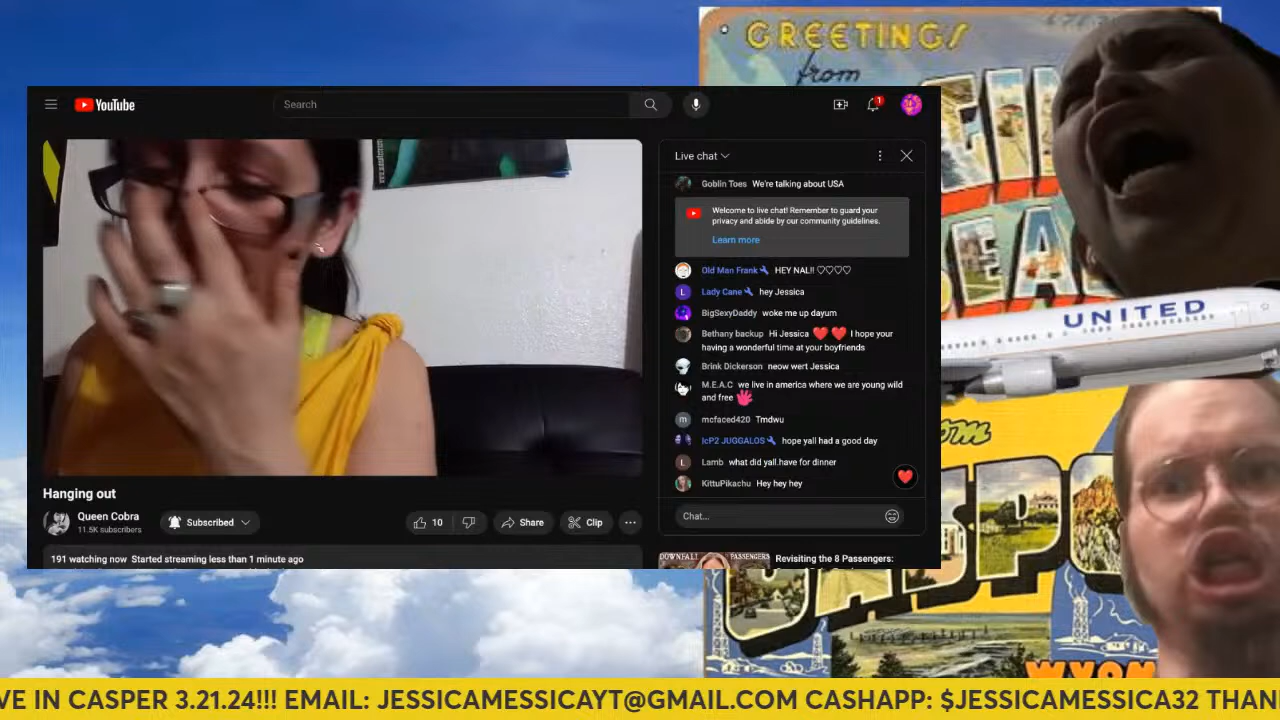 GREETINGS
from
YouTube
Search
1
Live chat
Goblin Toes We're talking about USA
Welcome to live chat! Remember to guard your
privacy and abide by our community guidelines.
Learn more
Old Man Frank HEY NAL!! ♡♡♡♡
L Lady Cane hey Jessica
BigSexyDaddy woke me up dayum
Bethany backup Hi Jessica ❤️ ❤️ I hope your
having a wonderful time at your boyfriends
Brink Dickerson neow wert Jessica
M.E.A.C we live in america where we are young wild
and free
m mcfaced420 Tmdwu
IcP2 JUGGALOS hope yall had a good day
L Lamb what did yall.have for dinner
KittuPikachu Hey hey hey
Chat...
Hanging out
Queen Cobra
11.5K subscribers
Subscribed
10
Share
Clip
191 watching now Started streaming less than 1 minute ago
DOWNFALL
PASSENGERS
Revisiting the 8 Passengers:
UNITED
VE IN CASPER 3.21.24!!! EMAIL: JESSICAMESSICAYT@GMAIL.COM CASHAPP: $JESSICAMESSICA32 THAN